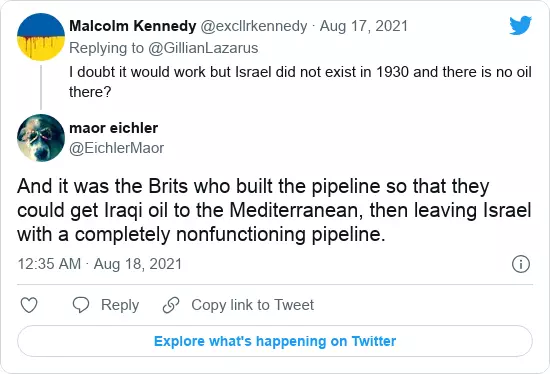 Malcolm Kennedy @excllrkennedy · Aug 17, 2021
Replying to @GillianLazarus
I doubt it would work but Israel did not exist in 1930 and there is no oil
there?
maor eichler
@EichlerMaor
And it was the Brits who built the pipeline so that they
could get Iraqi oil to the Mediterranean, then leaving Israel
with a completely nonfunctioning pipeline.
12:35 AM · Aug 18, 2021
Reply
Copy link to Tweet
Explore what's happening on Twitter